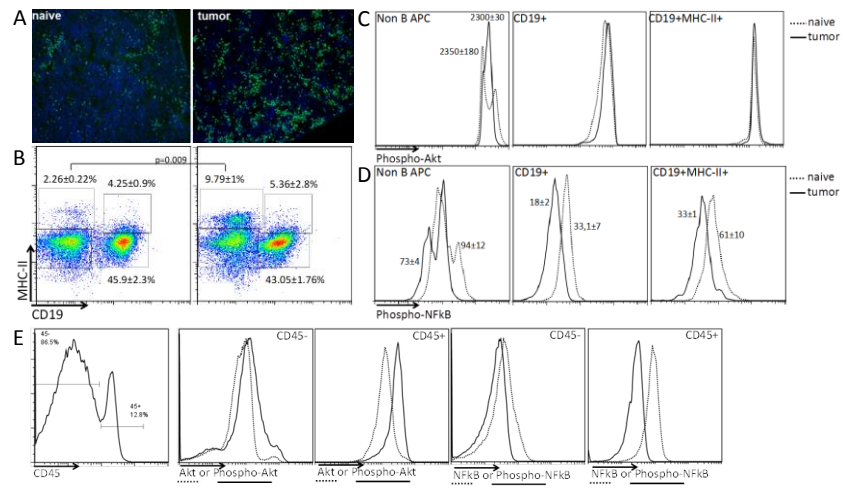 A
naive
tumor
B
p=0.009
2.26±0.22%
4.25±0.9%
9.79±1%
5.36±2.8%
45.9±2.3%
43.05±1.76%
MHC-II
CD19
C
Non B APC
2300±30
2350±180
CD19+
CD19+MHC-II+
naive
tumor
Phospho-Akt
D
Non B APC
73±4
94±12
CD19+
18±2
33,1±7
CD19+MHC-II+
33±1
61±10
naive
tumor
Phospho-NFkB
E
45-
86.5%
45+
12.8%
CD45
CD45-
Akt or Phospho-Akt
CD45+
Akt or Phospho-Akt
CD45-
NFkB or Phospho-NFkB
CD45+
NFkB or Phospho-NFkB